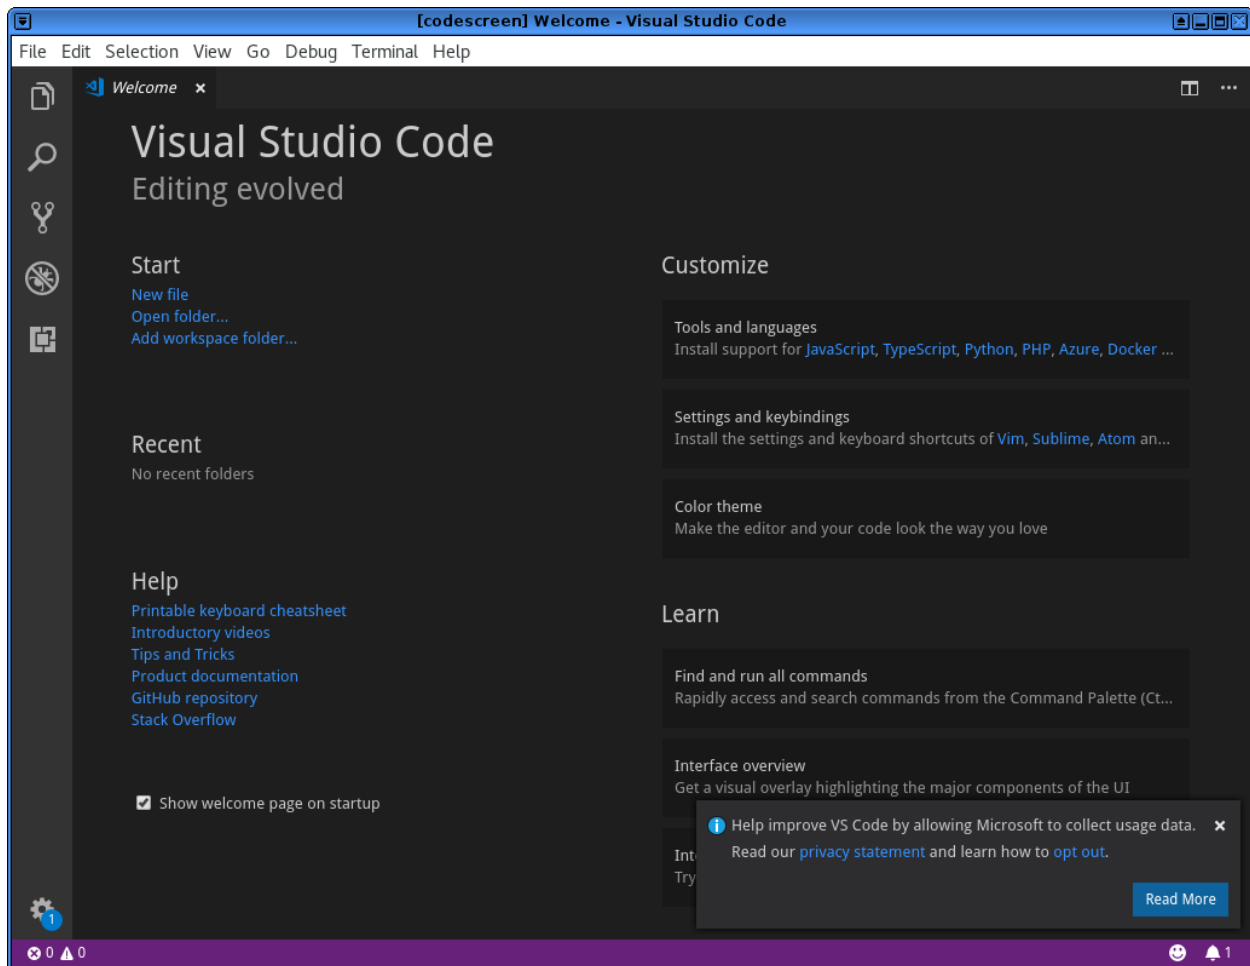 [codescreen] Welcome - Visual Studio Code
File Edit Selection View Go Debug Terminal Help
Welcome
Visual Studio Code
Editing evolved
Start
New file
Open folder...
Add workspace folder...
Recent
No recent folders
Help
Printable keyboard cheatsheet
Introductory videos
Tips and Tricks
Product documentation
GitHub repository
Stack Overflow
Show welcome page on startup
Customize
Tools and languages
Install support for JavaScript, TypeScript, Python, PHP, Azure, Docker ...
Settings and keybindings
Install the settings and keyboard shortcuts of Vim, Sublime, Atom an...
Color theme
Make the editor and your code look the way you love
Learn
Find and run all commands
Rapidly access and search commands from the Command Palette (Ct...
Interface overview
Get a visual overlay highlighting the major components of the UI
Int
Try
Help improve VS Code by allowing Microsoft to collect usage data.
Read our privacy statement and learn how to opt out.
Read More
1
0 0
1